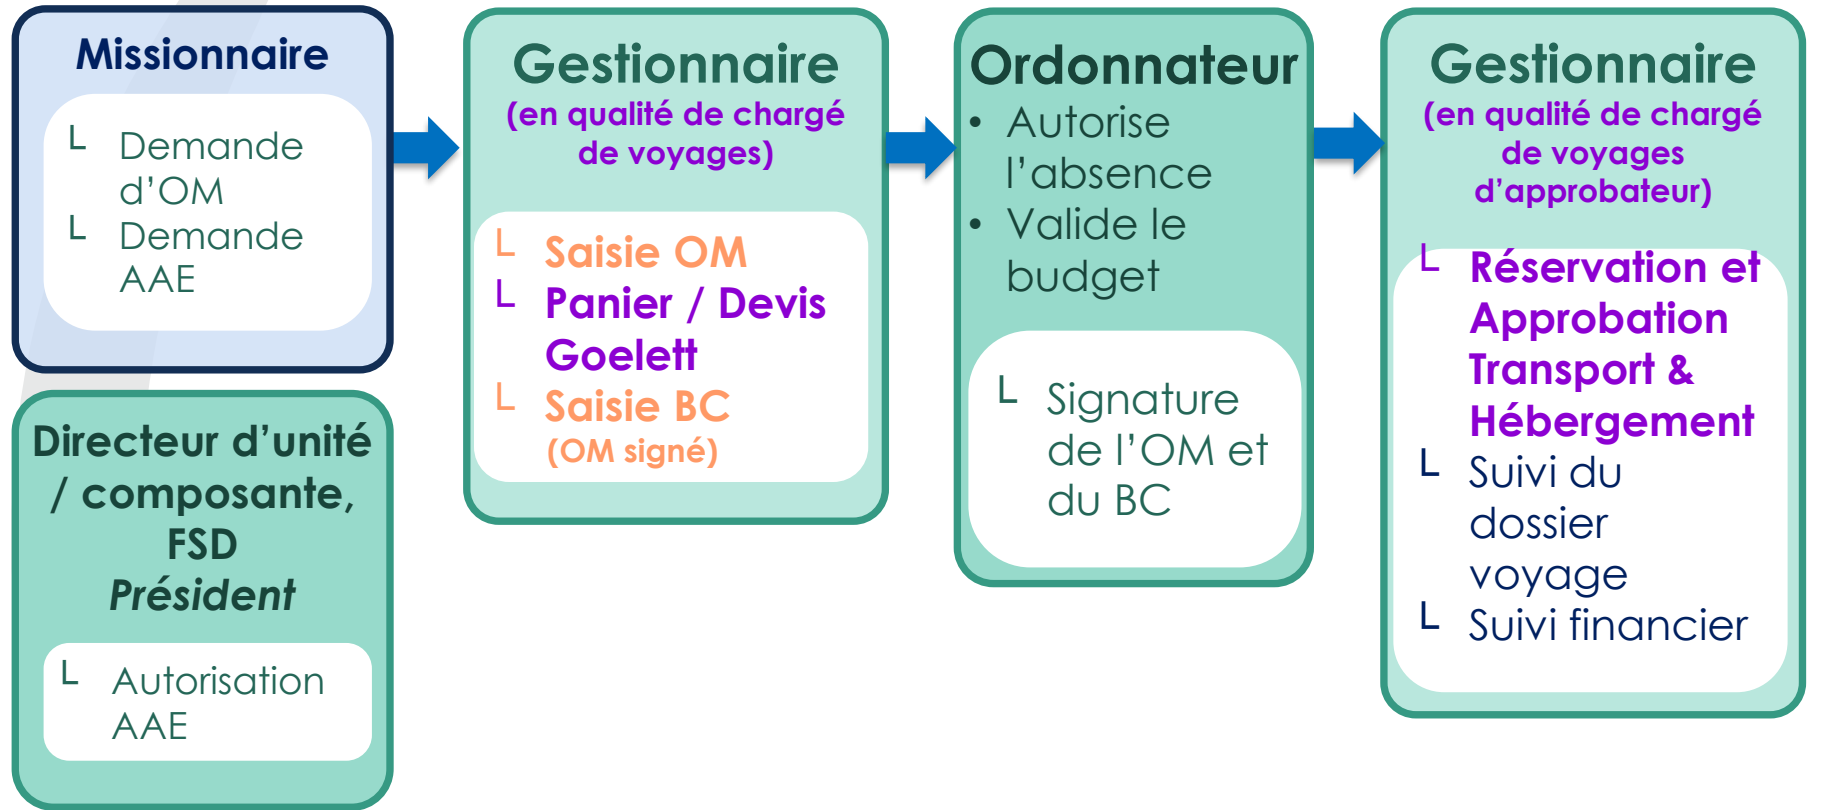 Missionnaire
└ Demande
d’OM
└ Demande
AAE
Directeur d’unité
/ composante,
FSD
Président
└ Autorisation
AAE
Gestionnaire
(en qualité de chargé
de voyages)
└ Saisie OM
└ Panier / Devis
Goelett
└ Saisie BC
(OM signé)
Ordonnateur
• Autorise
l’absence
• Valide le
budget
└ Signature
de l’OM et
du BC
Gestionnaire
(en qualité de chargé
de voyages
d’approbateur)
└ Réservation et
Approbation
Transport &
Hébergement
└ Suivi du
dossier
voyage
└ Suivi financier